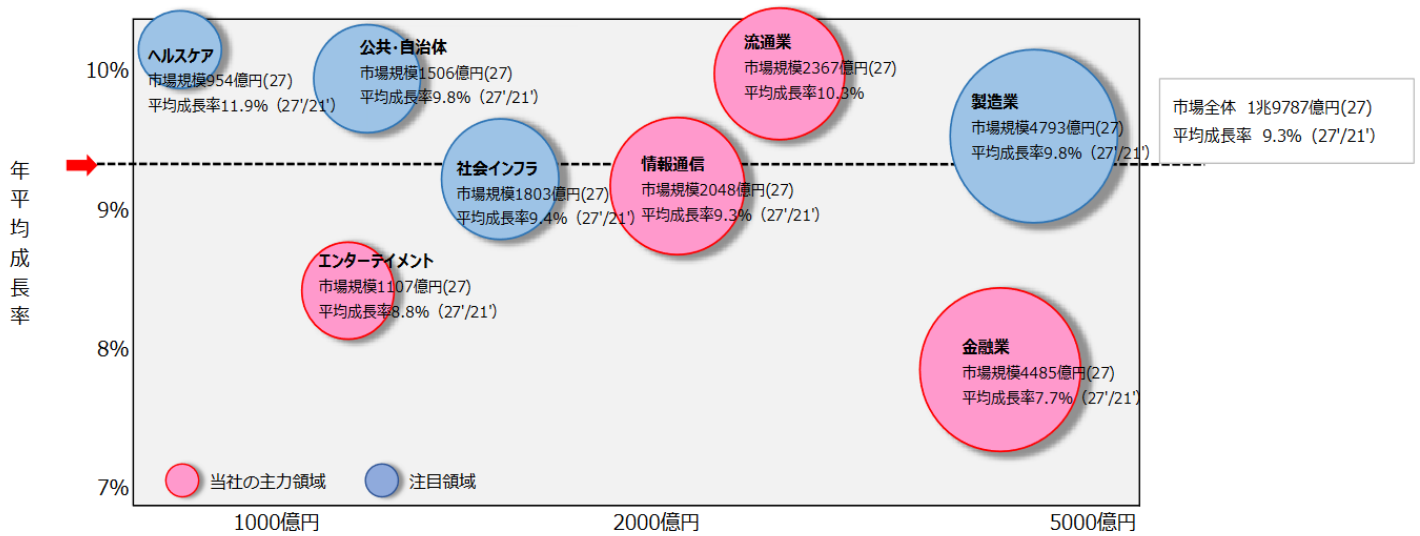 ヘルスケア
市場規模954億円(27)
平均成長率11.9%（27'/21'）
公共・自治体
市場規模1506億円(27)
平均成長率9.8%（27'/21'）
流通業
市場規模2367億円(27)
平均成長率10.3%
製造業
市場規模4793億円(27)
平均成長率9.8%（27'/21'）
市場全体 1兆9787億円(27)
平均成長率 9.3%（27'/21'）
社会インフラ
市場規模1803億円(27)
平均成長率9.4%（27'/21'）
情報通信
市場規模2048億円(27)
平均成長率9.3%（27'/21'）
エンターテイメント
市場規模1107億円(27)
平均成長率8.8%（27'/21'）
金融業
市場規模4485億円(27)
平均成長率7.7%（27'/21'）
年平均成長率
10%
9%
8%
7%
当社の主力領域
注目領域
1000億円
2000億円
5000億円